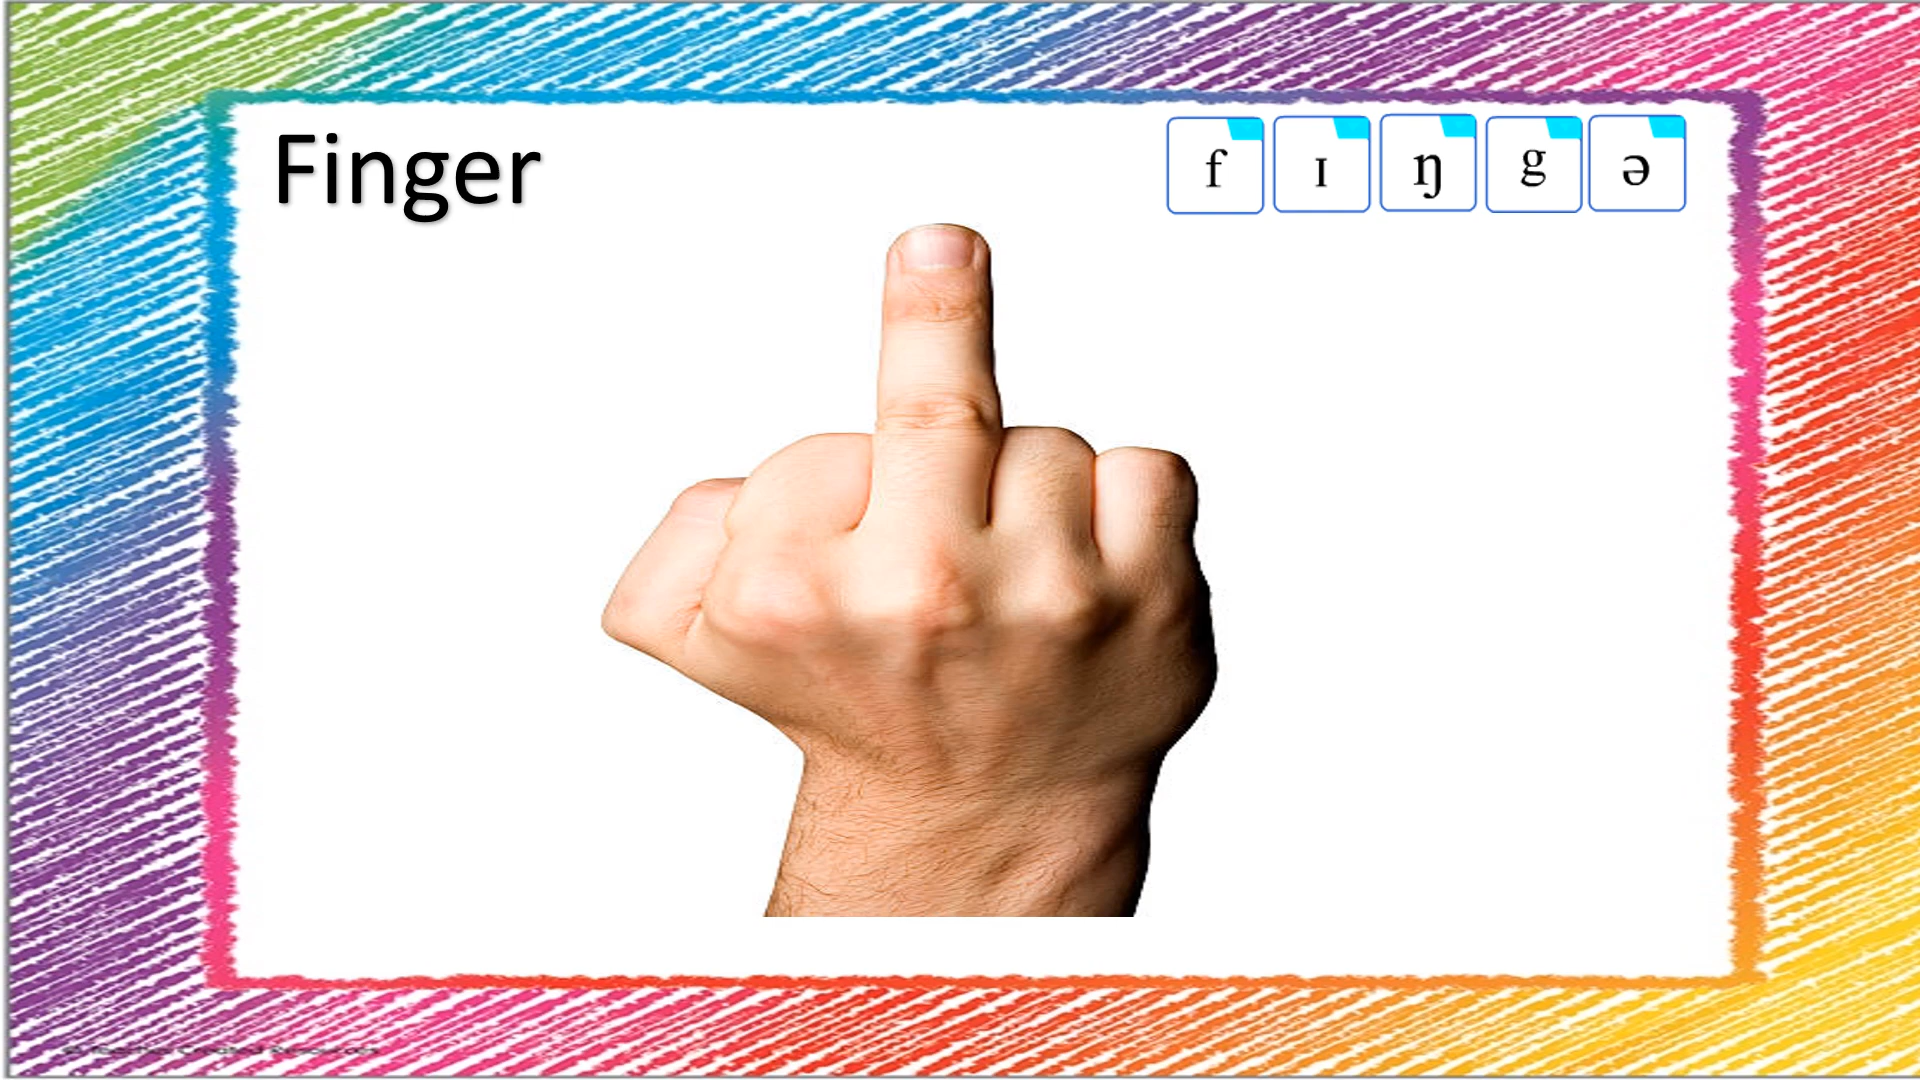 Finger
f ɪ ŋ g ə